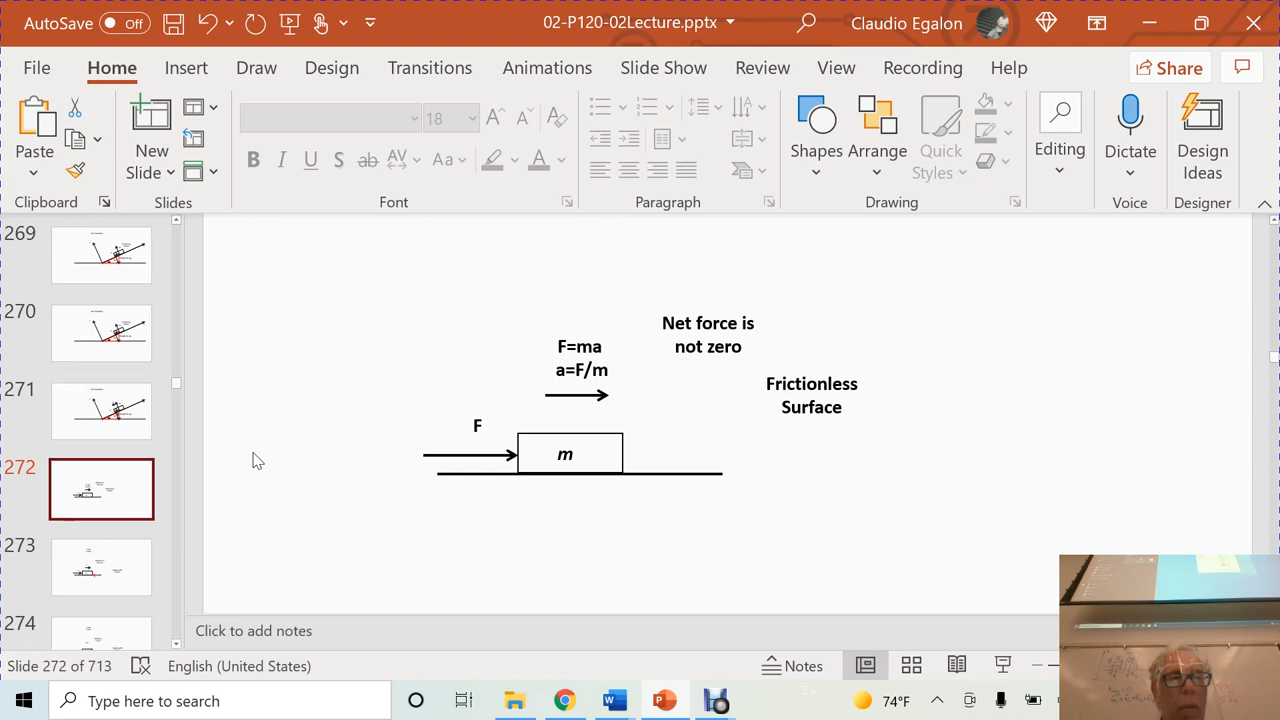 AutoSave Off 02-P120-02Lecture.pptx Claudio Egalon
File Home Insert Draw Design Transitions Animations Slide Show Review View Recording Help Share
Paste
New
Slide
18
B I U S ab AV Aa A
Shapes Arrange Quick
Styles
Editing
Dictate
Design
Ideas
Clipboard Slides Font Paragraph Drawing Voice Designer
269
270
271
272
273
274
Net force is
not zero
F=ma
a=F/m
Frictionless
Surface
F
m
Click to add notes
Slide 272 of 713 English (United States) Notes
Type here to search 74°F